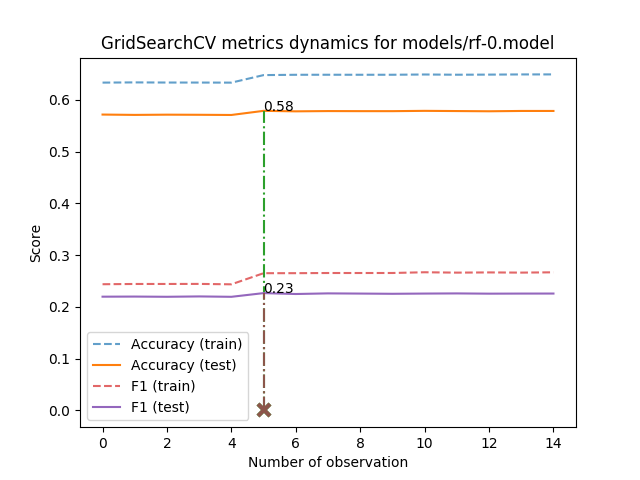 GridSearchCV metrics dynamics for models/rf-0.model
Score
0.6
0.5
0.4
0.3
0.2
0.1
0.0
0.58
0.23
Accuracy (train)
Accuracy (test)
F1 (train)
F1 (test)
0 2 4 6 8 10 12 14
Number of observation